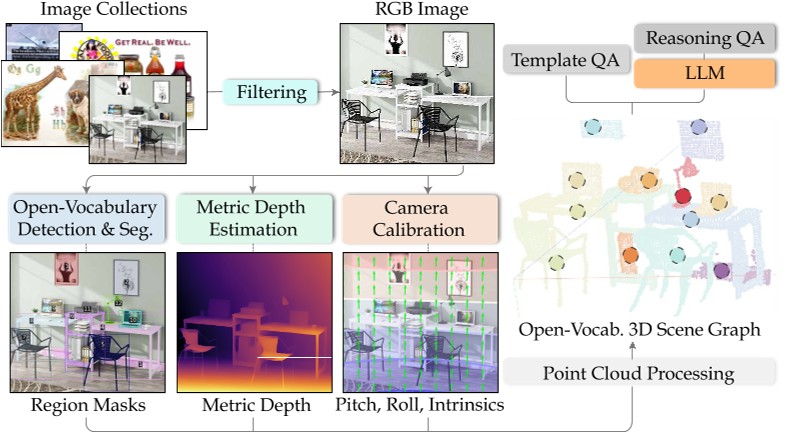 Image Collections
RGB Image
GET REAL. BE WELL.
Gg Gg
Filtering
Template QA
Reasoning QA
LLM
Open-Vocabulary
Detection & Seg.
Metric Depth
Estimation
Camera
Calibration
Region Masks
Metric Depth
Pitch, Roll, Intrinsics
Open-Vocab. 3D Scene Graph
Point Cloud Processing